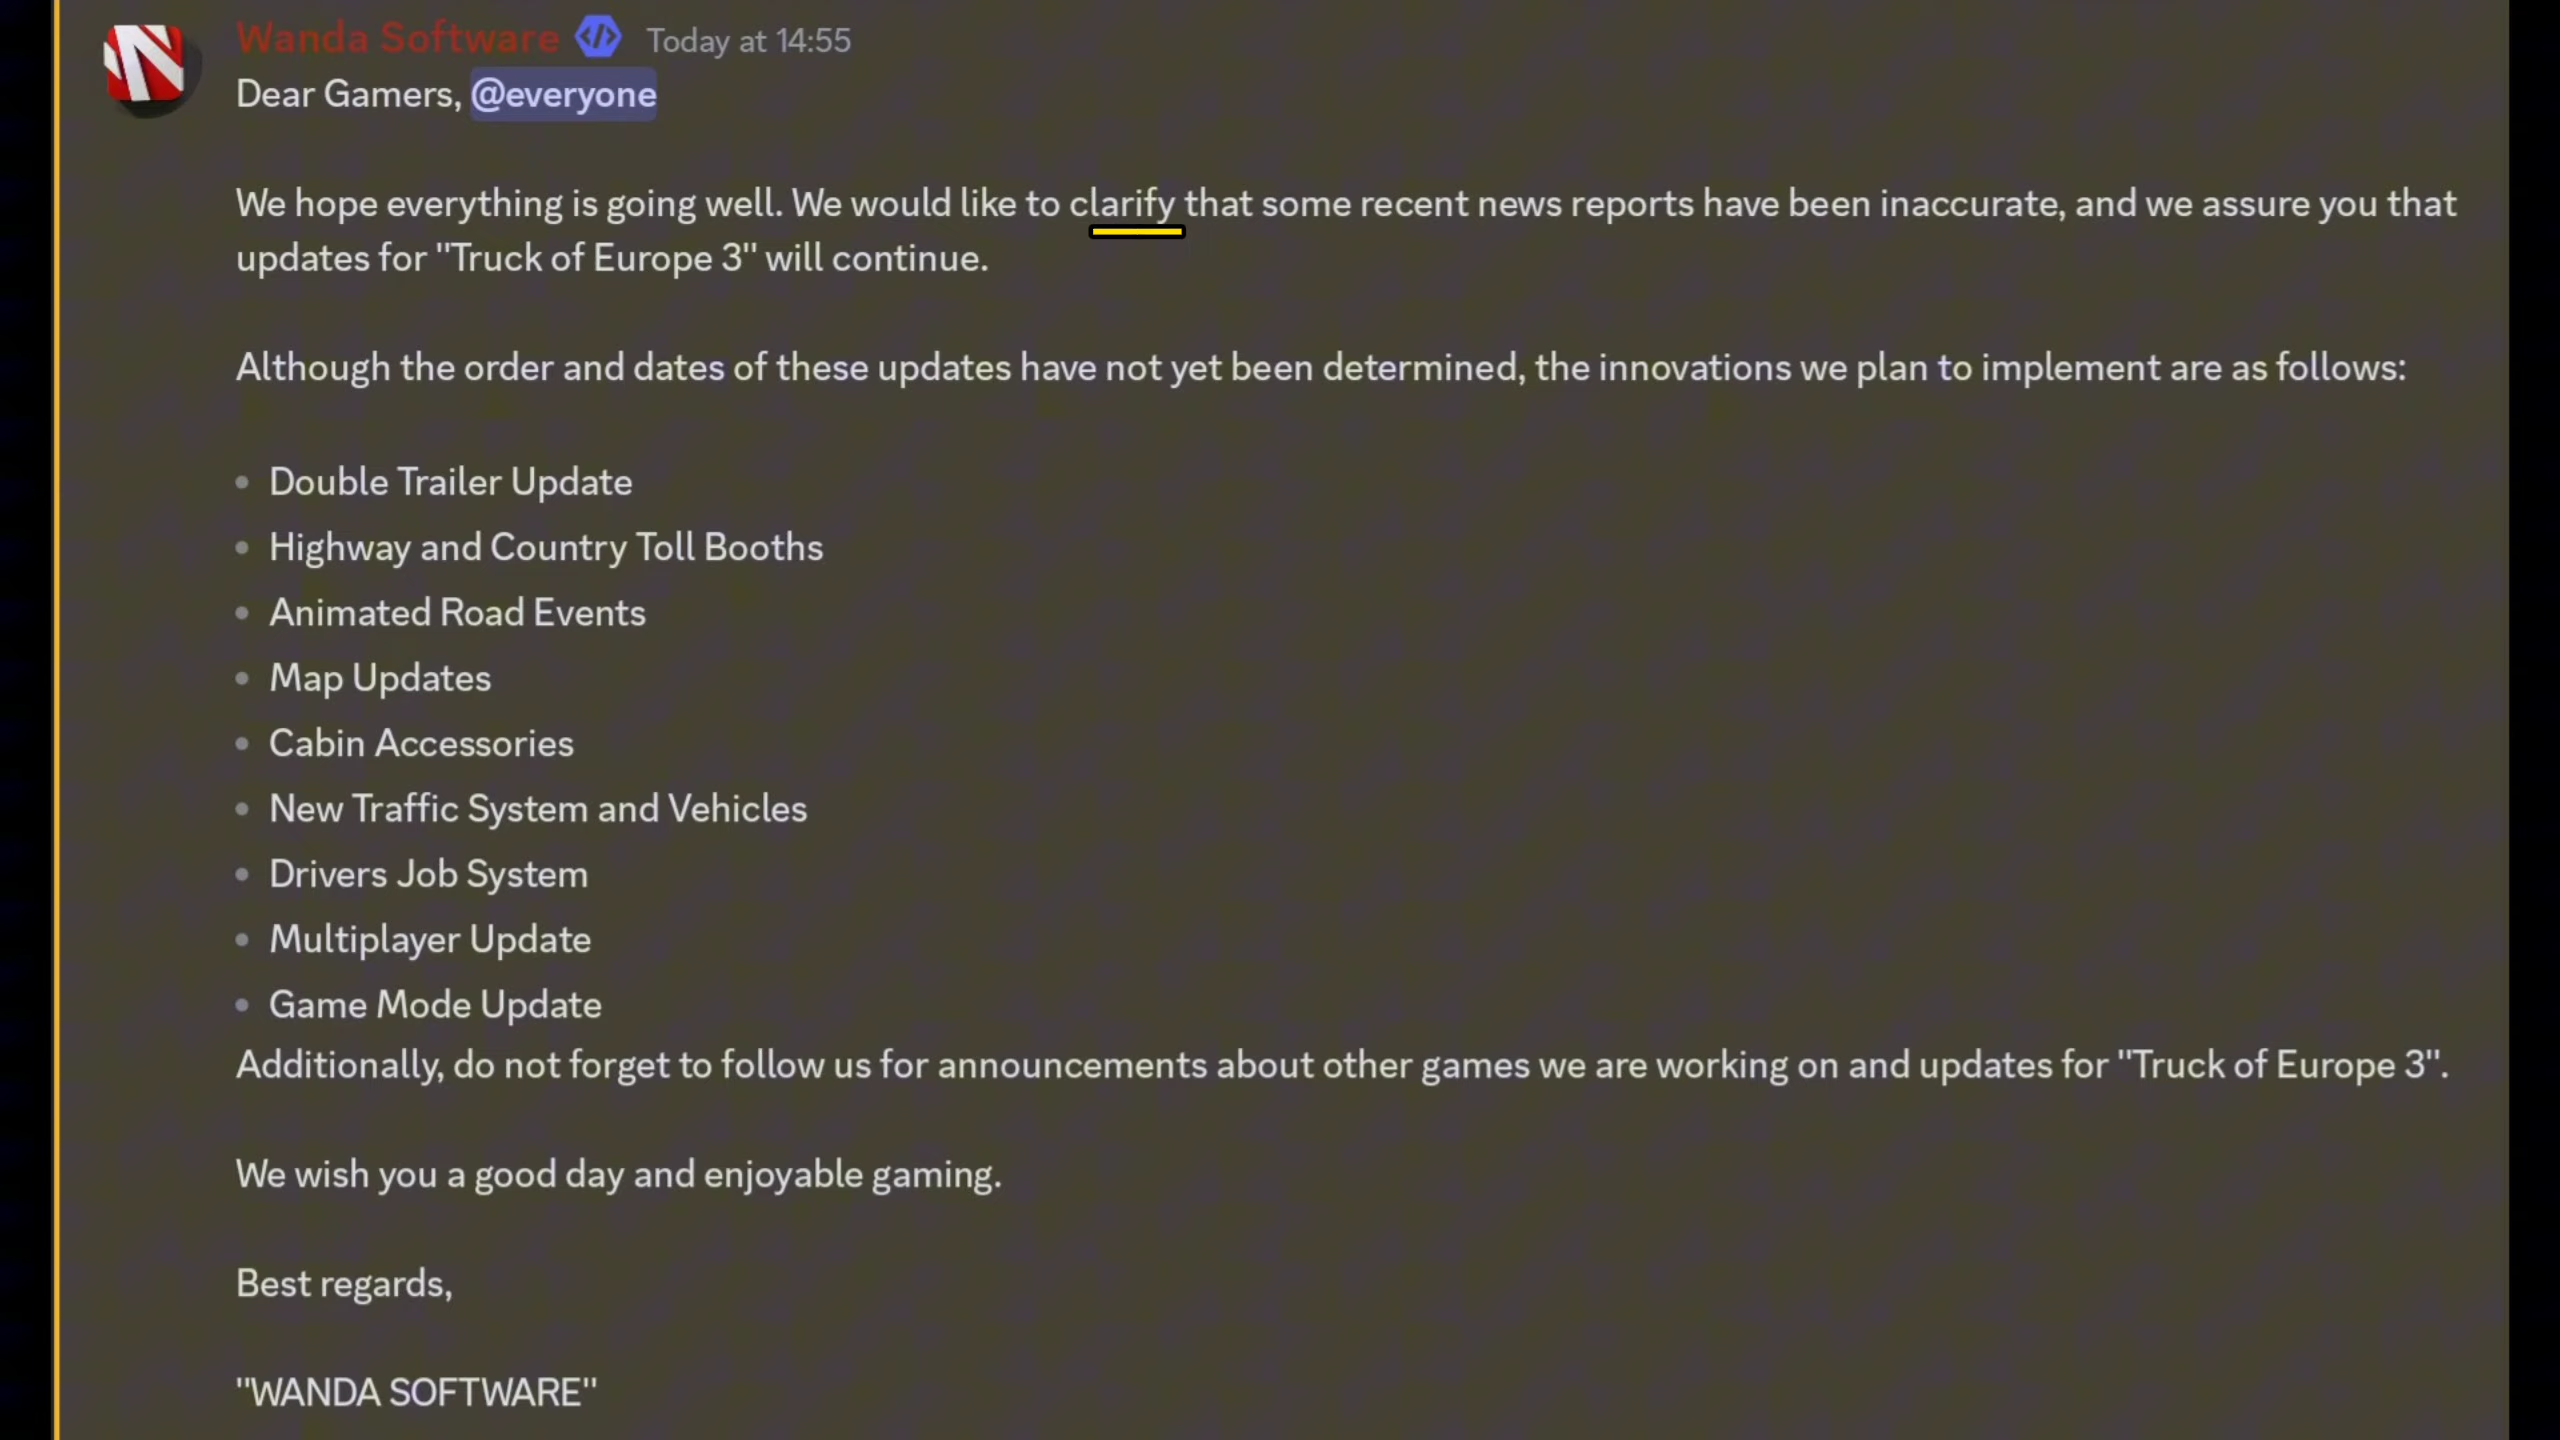 Wanda Software Today at 14:55
Dear Gamers, @everyone
We hope everything is going well. We would like to clarify that some recent news reports have been inaccurate, and we assure you that
updates for "Truck of Europe 3" will continue.
Although the order and dates of these updates have not yet been determined, the innovations we plan to implement are as follows:
• Double Trailer Update
• Highway and Country Toll Booths
• Animated Road Events
• Map Updates
• Cabin Accessories
• New Traffic System and Vehicles
• Drivers Job System
• Multiplayer Update
• Game Mode Update
Additionally, do not forget to follow us for announcements about other games we are working on and updates for "Truck of Europe 3".
We wish you a good day and enjoyable gaming.
Best regards,
"WANDA SOFTWARE"